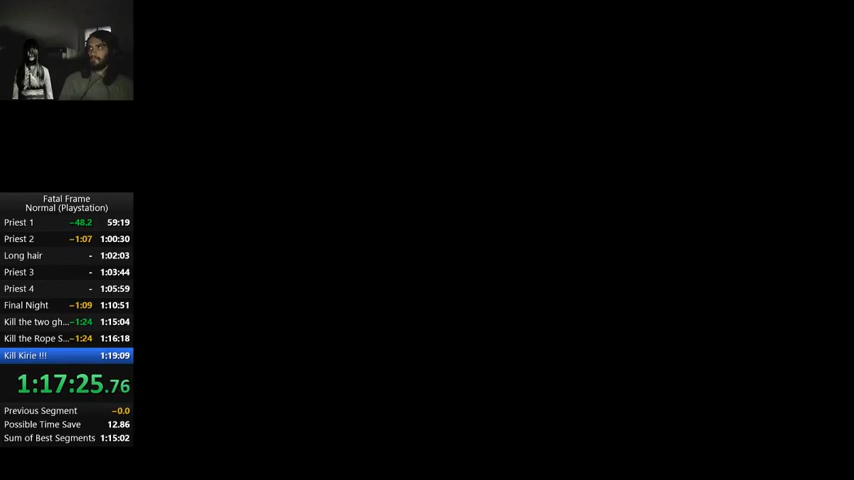 Fatal Frame
Normal (Playstation)
Priest 1 −48.2 59:19
Priest 2 −1:07 1:00:30
Long hair - 1:02:03
Priest 3 - 1:03:44
Priest 4 - 1:05:59
Final Night −1:09 1:10:51
Kill the two gh... −1:24 1:15:04
Kill the Rope S... −1:24 1:16:18
Kill Kirie !!! 1:19:09
1:17:25.76
Previous Segment −0.0
Possible Time Save 12.86
Sum of Best Segments 1:15:02